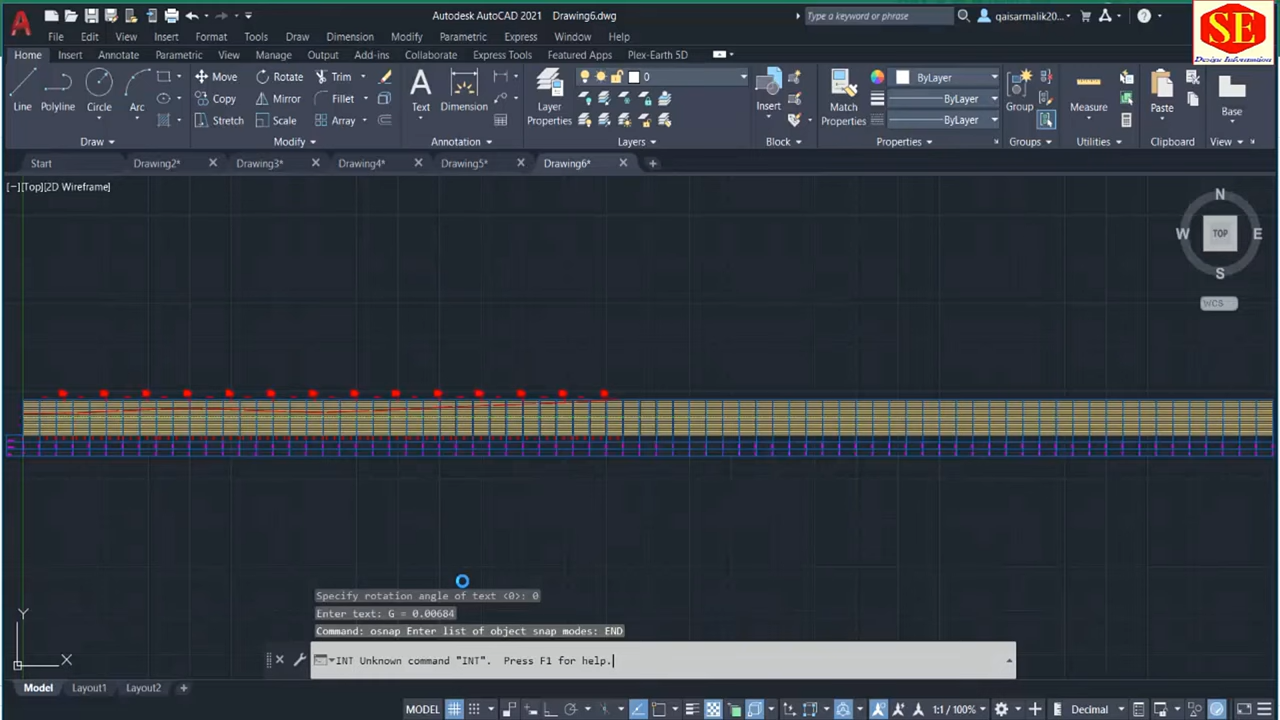 Autodesk AutoCAD 2021 Drawing6.dwg
Type a keyword or phrase
qaisarmalik20...
SE
Design Information
File Edit View Insert Format Tools Draw Dimension Modify Parametric Express Window Help
Home Insert Annotate Parametric View Manage Output Add-ins Collaborate Express Tools Featured Apps Plex-Earth 5D
Line Polyline Circle Arc
Move Rotate Trim
Copy Mirror Fillet
Stretch Scale Array
Text Dimension
Layer Properties
0
Insert
Match Properties
ByLayer
ByLayer
ByLayer
Group
Measure
Paste
Base
Draw Modify Annotation Layers Block Properties Groups Utilities Clipboard View
Start Drawing2* Drawing3* Drawing4* Drawing5* Drawing6*
[−][Top][2D Wireframe]
N
W TOP E
S
WCS
Specify rotation angle of text <0>: 0
Enter text: G = 0.00684
Command: osnap Enter list of object snap modes: END
INT Unknown command "INT". Press F1 for help.
Y
X
Model Layout1 Layout2
MODEL 1:1 / 100% Decimal